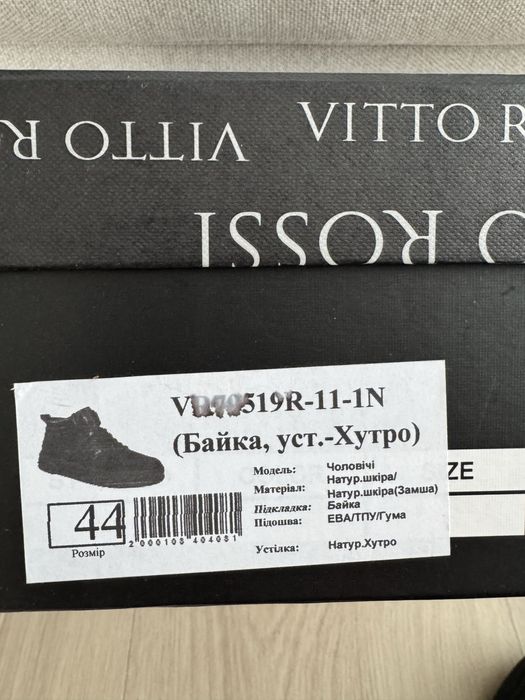 VITTO R
VITTO R
O ROSSI
519R-11-1N
(Байка, уст.-Хутро)
Модель: Чоловічі
Матеріал: Натур.шкіра/
Натур.шкіра(Замша)
Підкладка: Байка
Підошва: ЕВА/ТПУ/Гума
Устілка: Натур.Хутро
44
Розмір
2000108404081
ZE